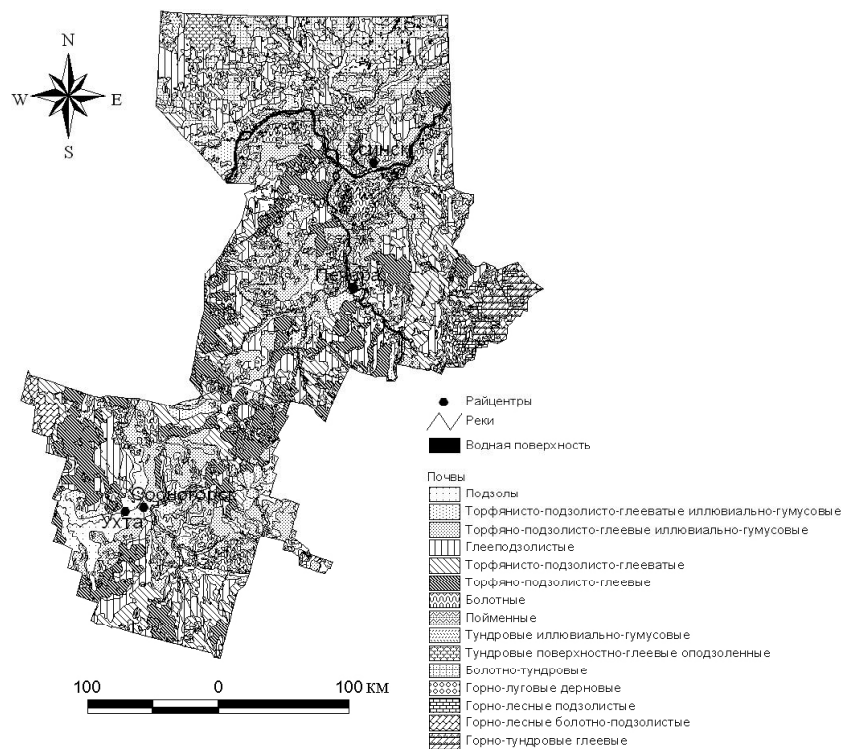 N
W E
S
Усинск
Печора
Сосногорск
Ухта
Райцентры
Реки
Водная поверхность
Почвы
Подзолы
Торфянисто-подзолисто-глееватые иллювиально-гумусовые
Торфяно-подзолисто-глеевые иллювиально-гумусовые
Глееподзолистые
Торфянисто-подзолисто-глееватые
Торфяно-подзолисто-глеевые
Болотные
Пойменные
Тундровые иллювиально-гумусовые
Тундровые поверхностно-глеевые оподзоленные
Болотно-тундровые
Горно-луговые дерновые
Горно-лесные подзолистые
Горно-лесные болотно-подзолистые
Горно-тундровые глеевые
100 0 100 км